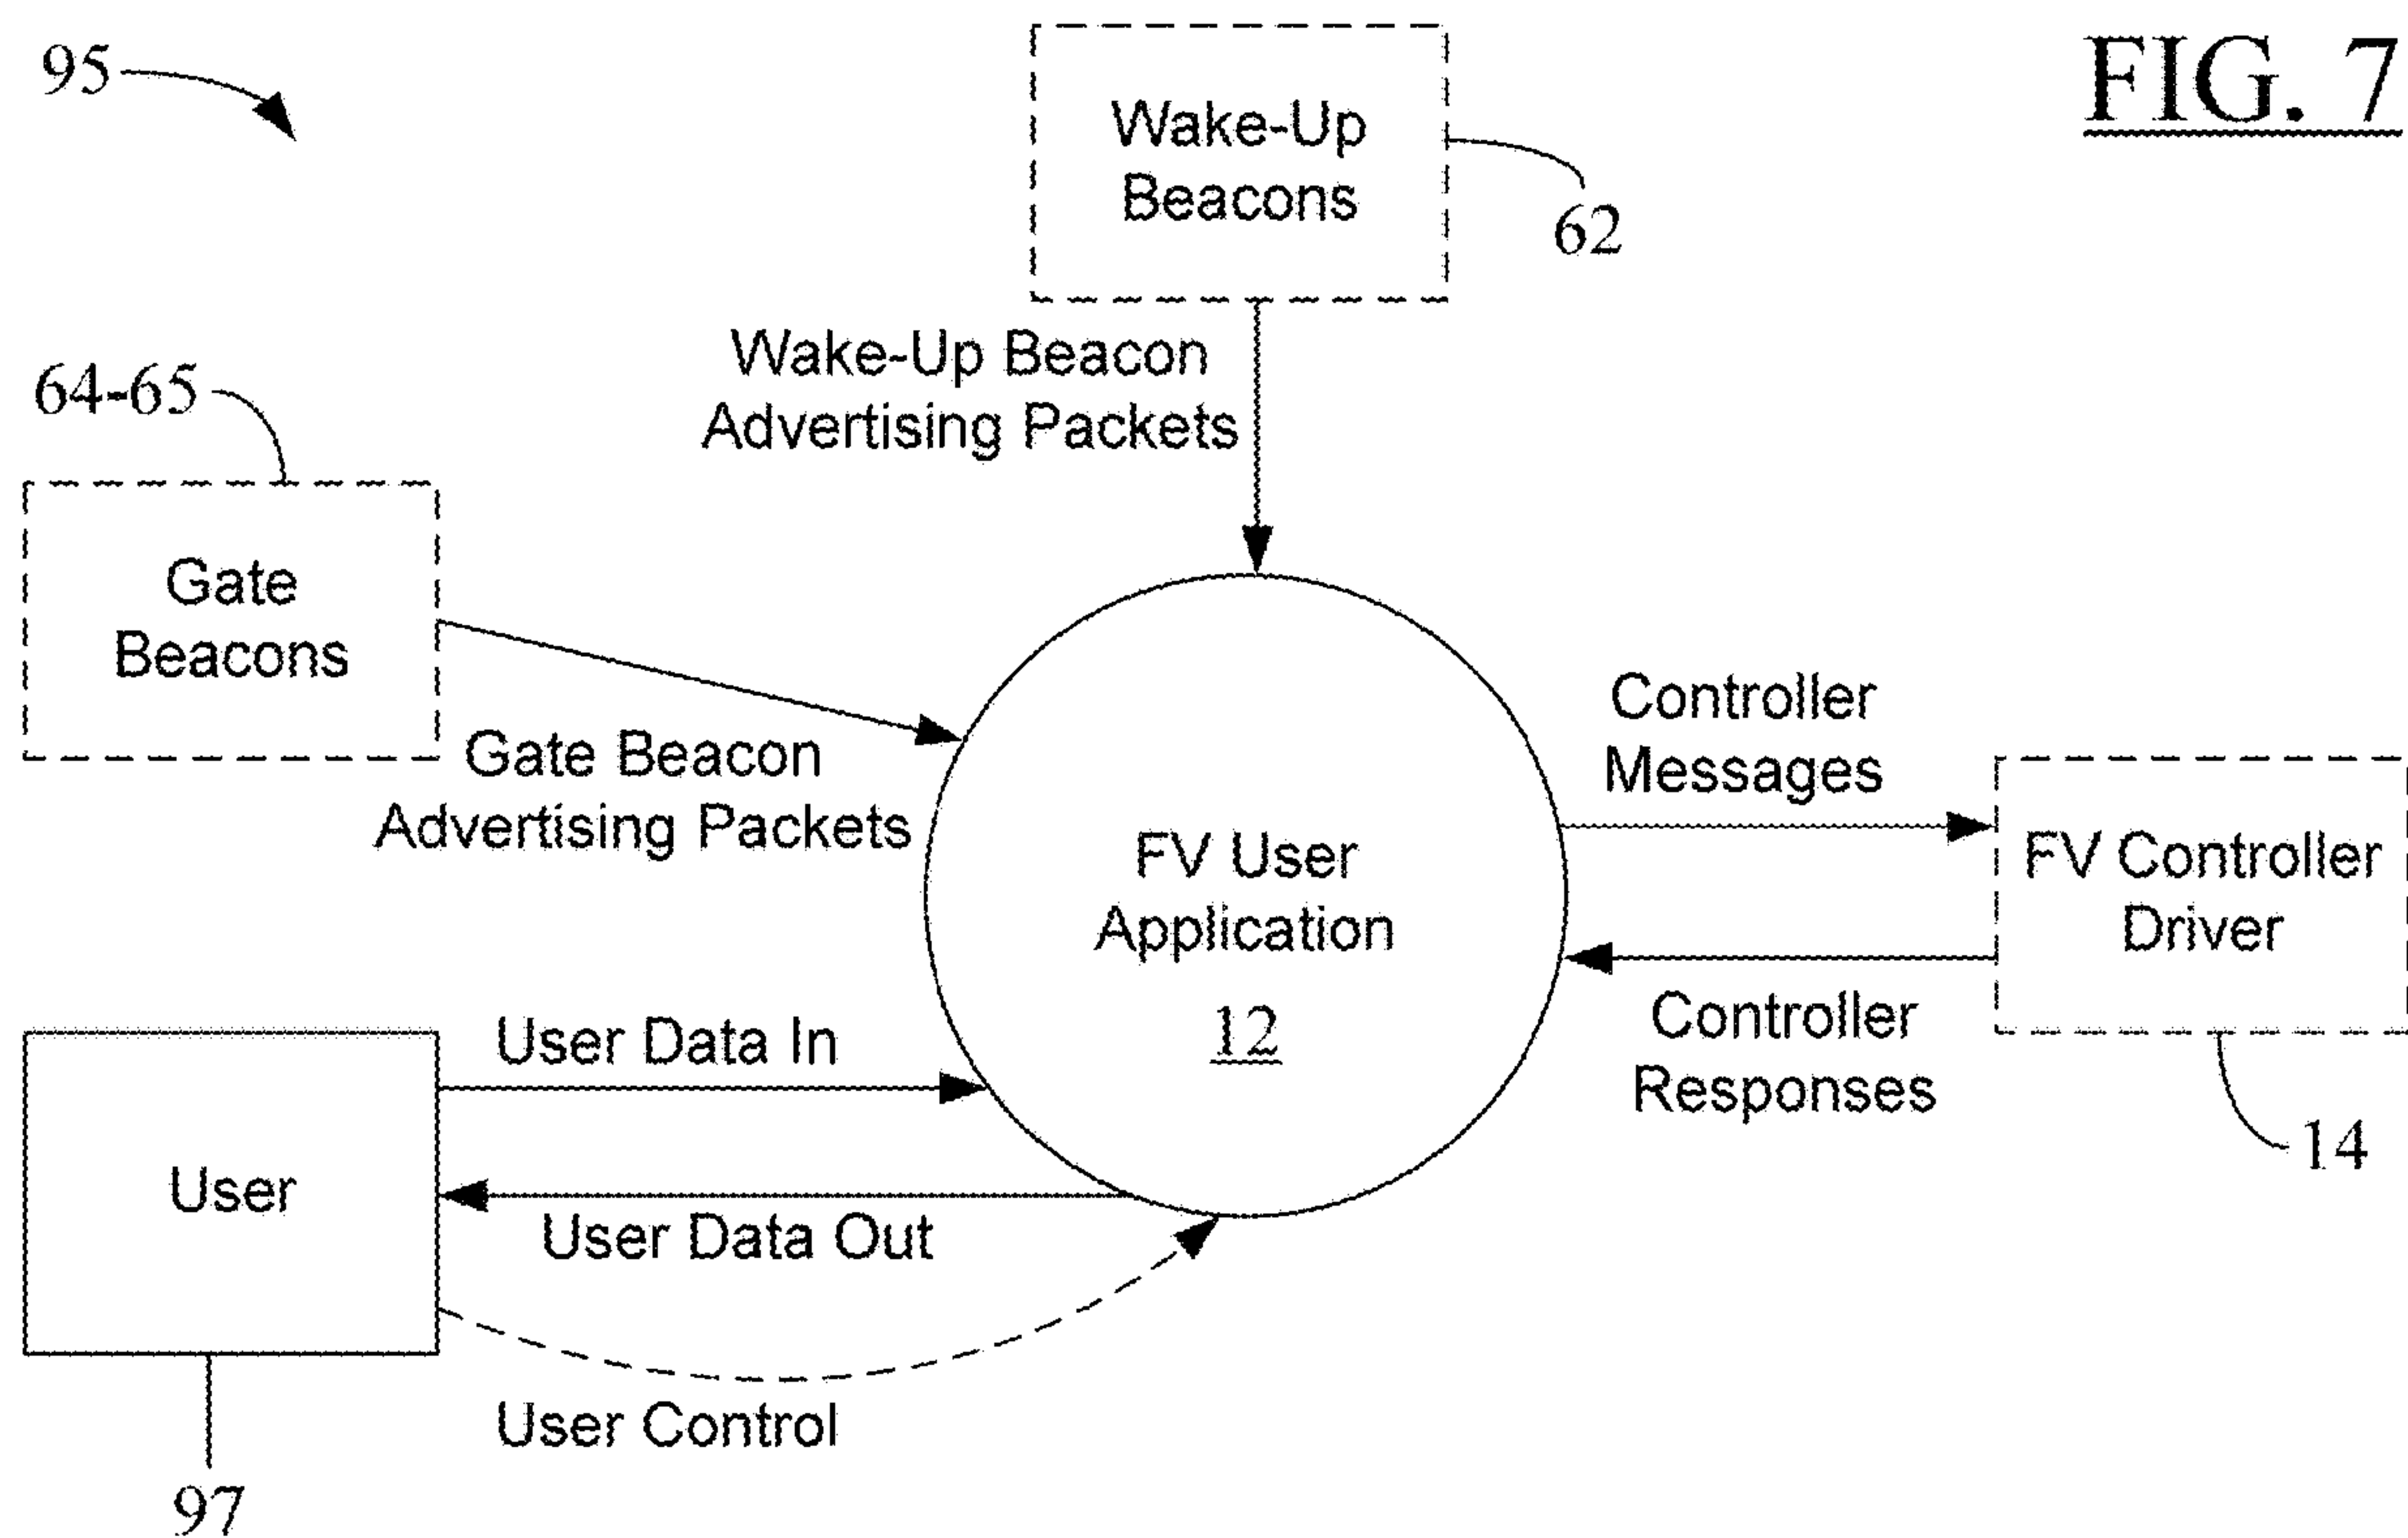 FIG. 7
95
Wake-Up
Beacons
62
Wake-Up Beacon
Advertising Packets
64-65
Gate
Beacons
Gate Beacon
Advertising Packets
Controller
Messages
FV User
Application
12
FV Controller
Driver
Controller
Responses
14
User Data In
User
User Data Out
User Control
97